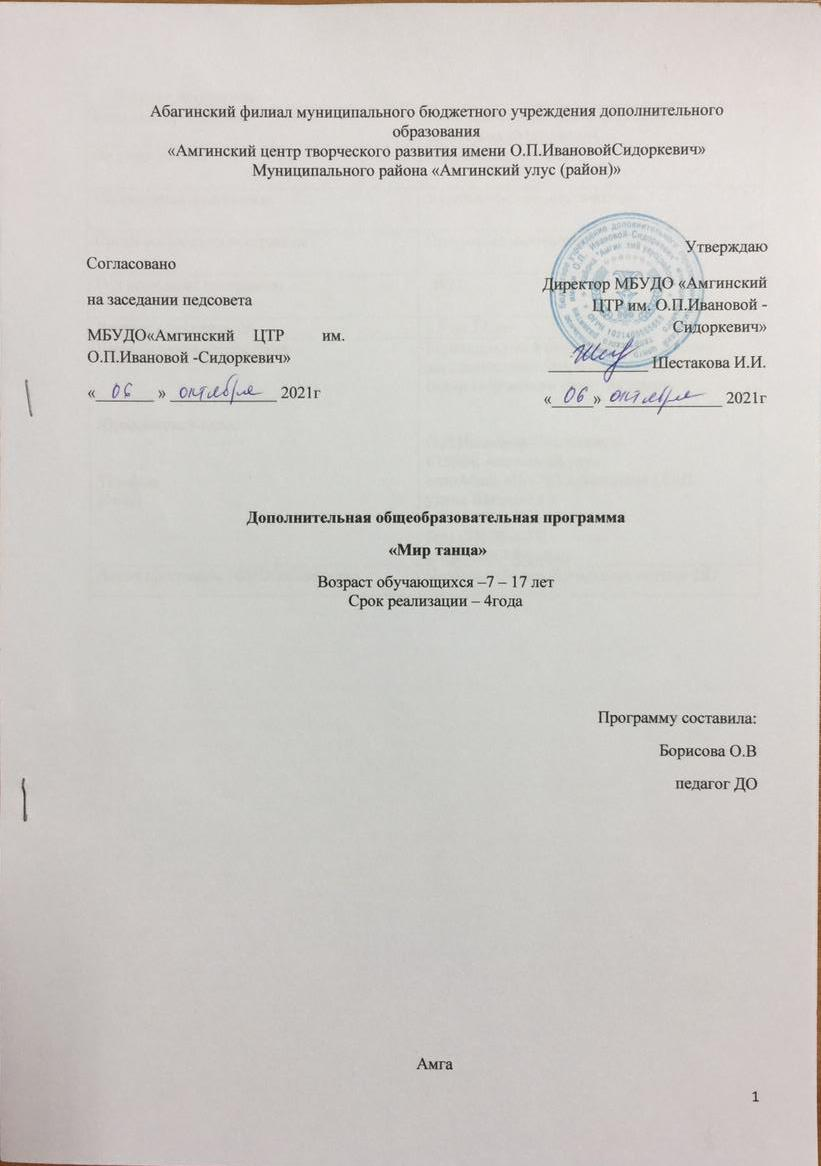 Абагинский филиал муниципального бюджетного учреждения дополнительного
образования
«Амгинский центр творческого развития имени О.П.ИвановойСидоркевич»
Муниципального района «Амгинский улус (район)»
Согласовано
на заседании педсовета
МБУДО«Амгинский ЦТР им.
О.П.Ивановой -Сидоркевич»
«06» октября 2021г
Утверждаю
Директор МБУДО «Амгинский
ЦТР им. О.П.Ивановой -
Сидоркевич»
Шестакова И.И.
«06» октября 2021г
Дополнительная общеобразовательная программа
«Мир танца»
Возраст обучающихся –7 – 17 лет
Срок реализации – 4года
Программу составила:
Борисова О.В
педагог ДО
Амга
1